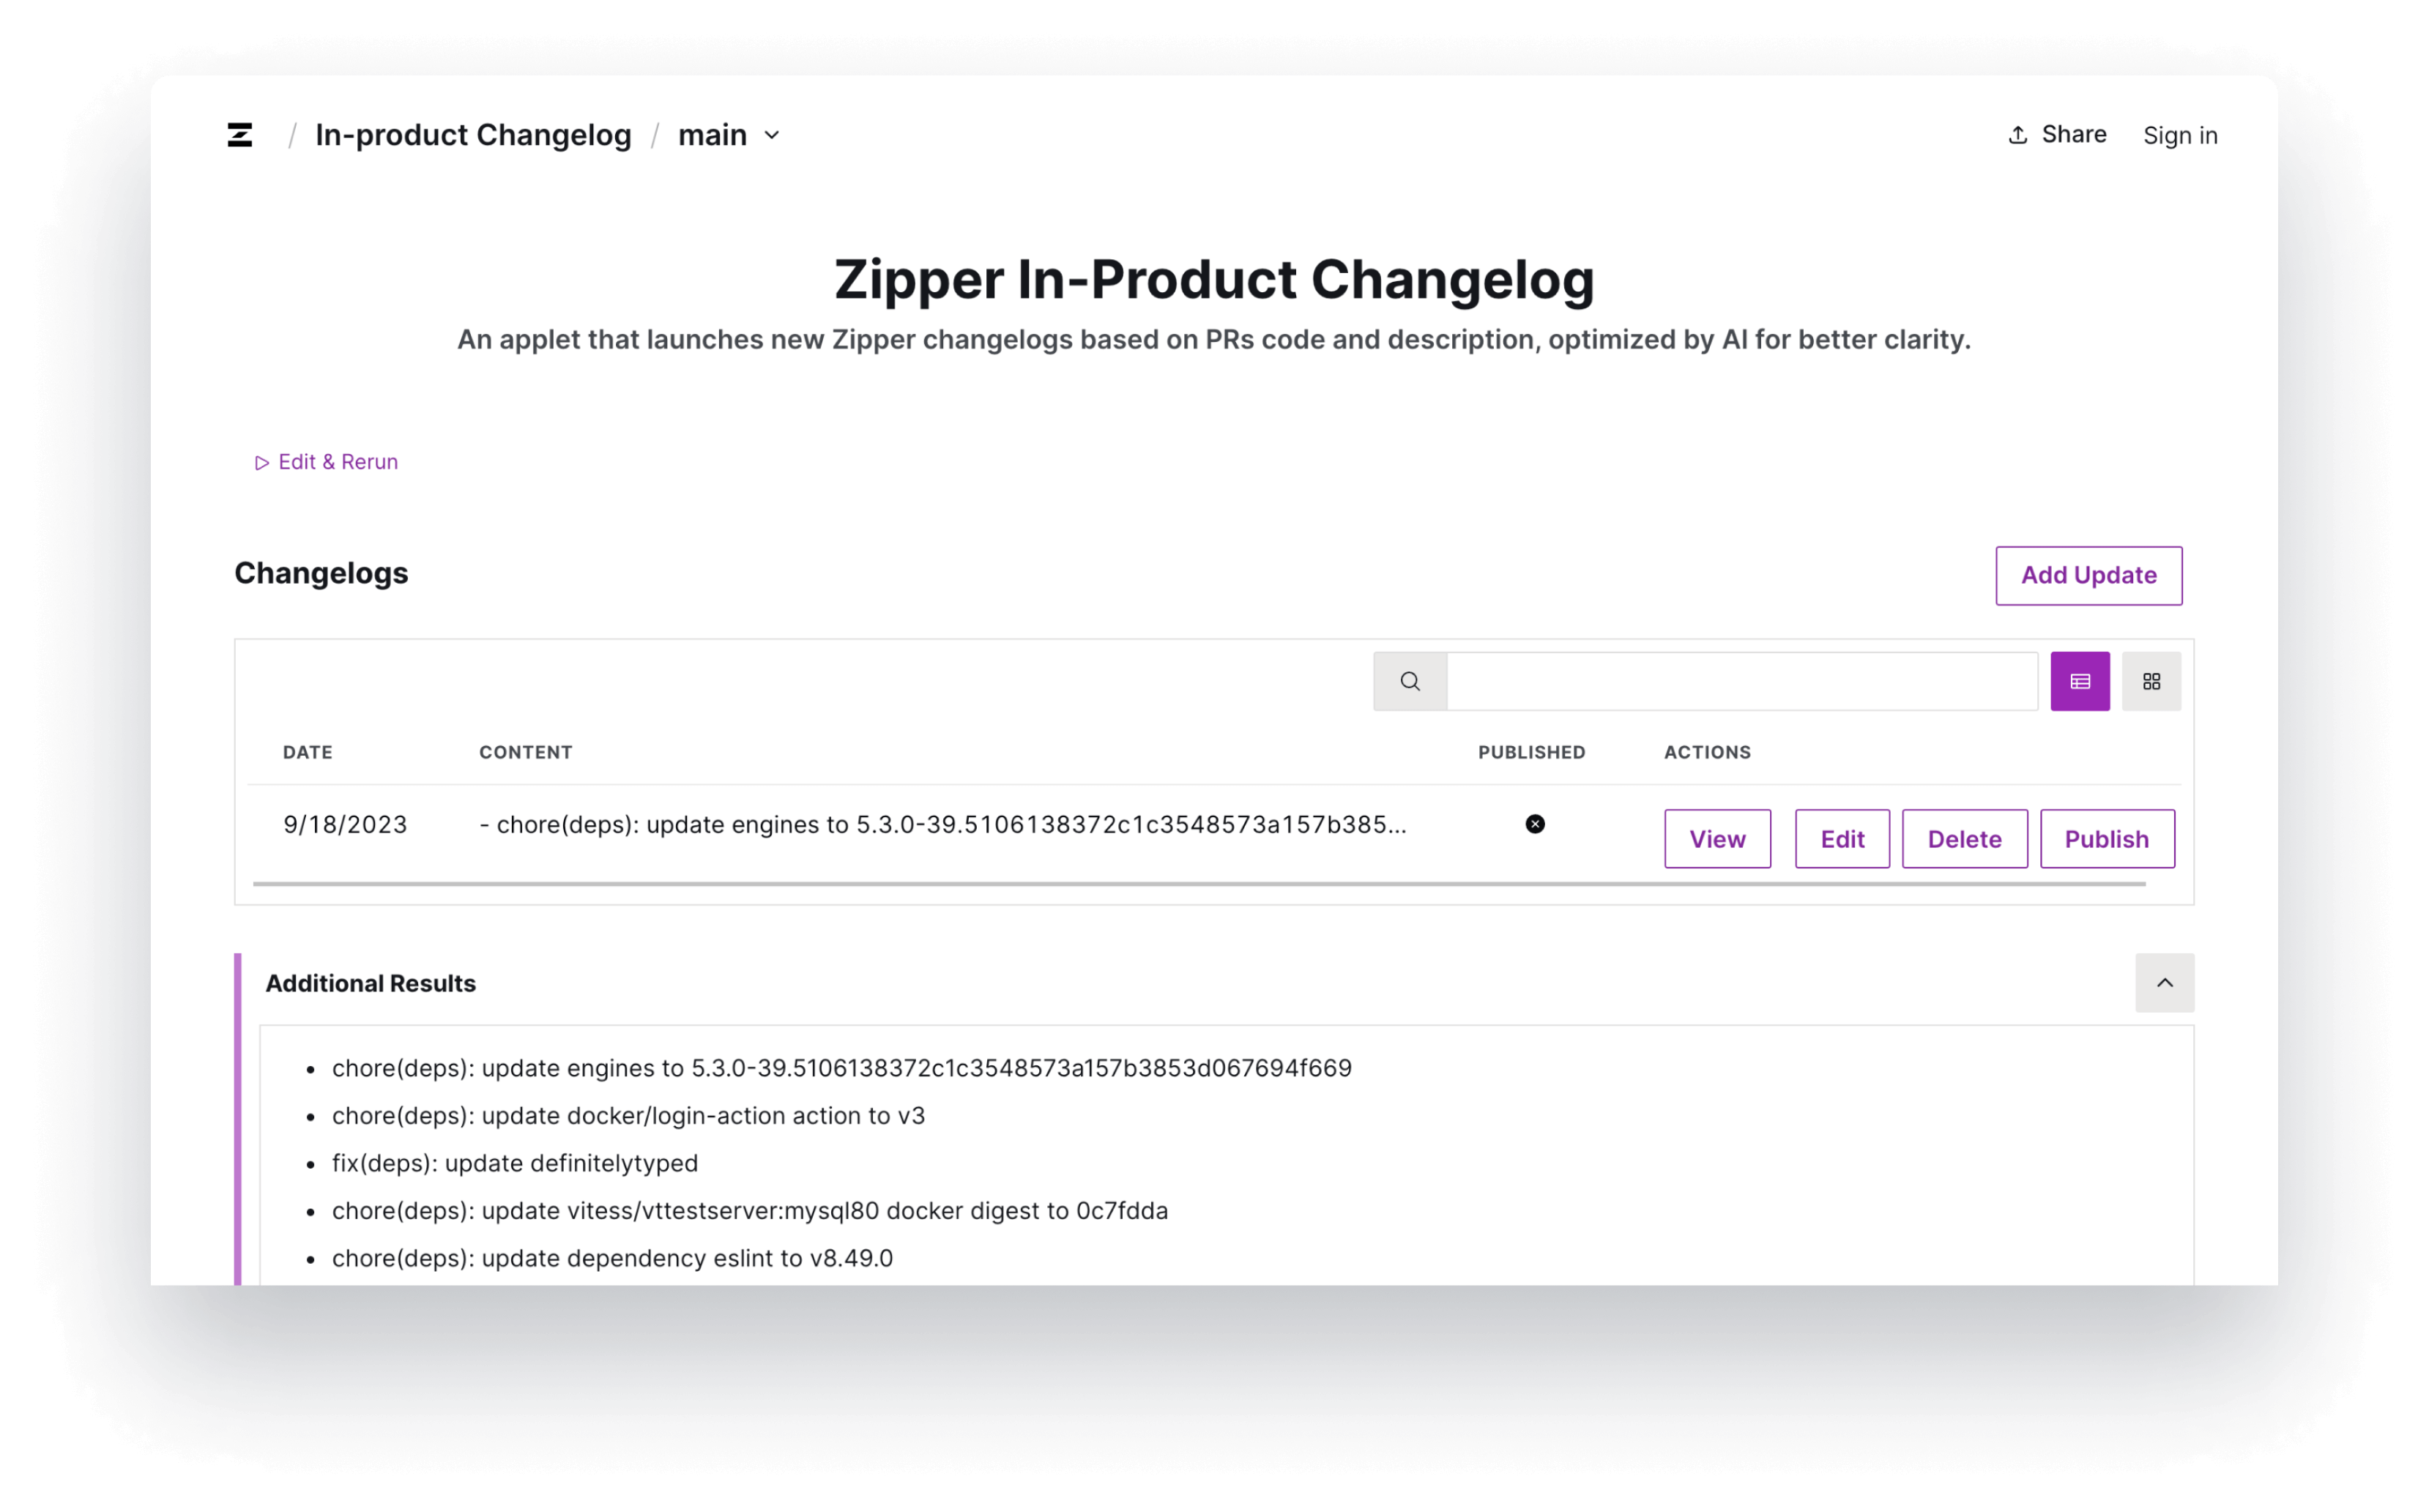 / In-product Changelog / main
Share Sign in
Zipper In-Product Changelog
An applet that launches new Zipper changelogs based on PRs code and description, optimized by AI for better clarity.
Edit & Rerun
Changelogs
Add Update
DATE CONTENT PUBLISHED ACTIONS
9/18/2023 - chore(deps): update engines to 5.3.0-39.5106138372c1c3548573a157b385... View Edit Delete Publish
Additional Results
• chore(deps): update engines to 5.3.0-39.5106138372c1c3548573a157b3853d067694f669
• chore(deps): update docker/login-action action to v3
• fix(deps): update definitelytyped
• chore(deps): update vitess/vttestserver:mysql80 docker digest to 0c7fdda
• chore(deps): update dependency eslint to v8.49.0